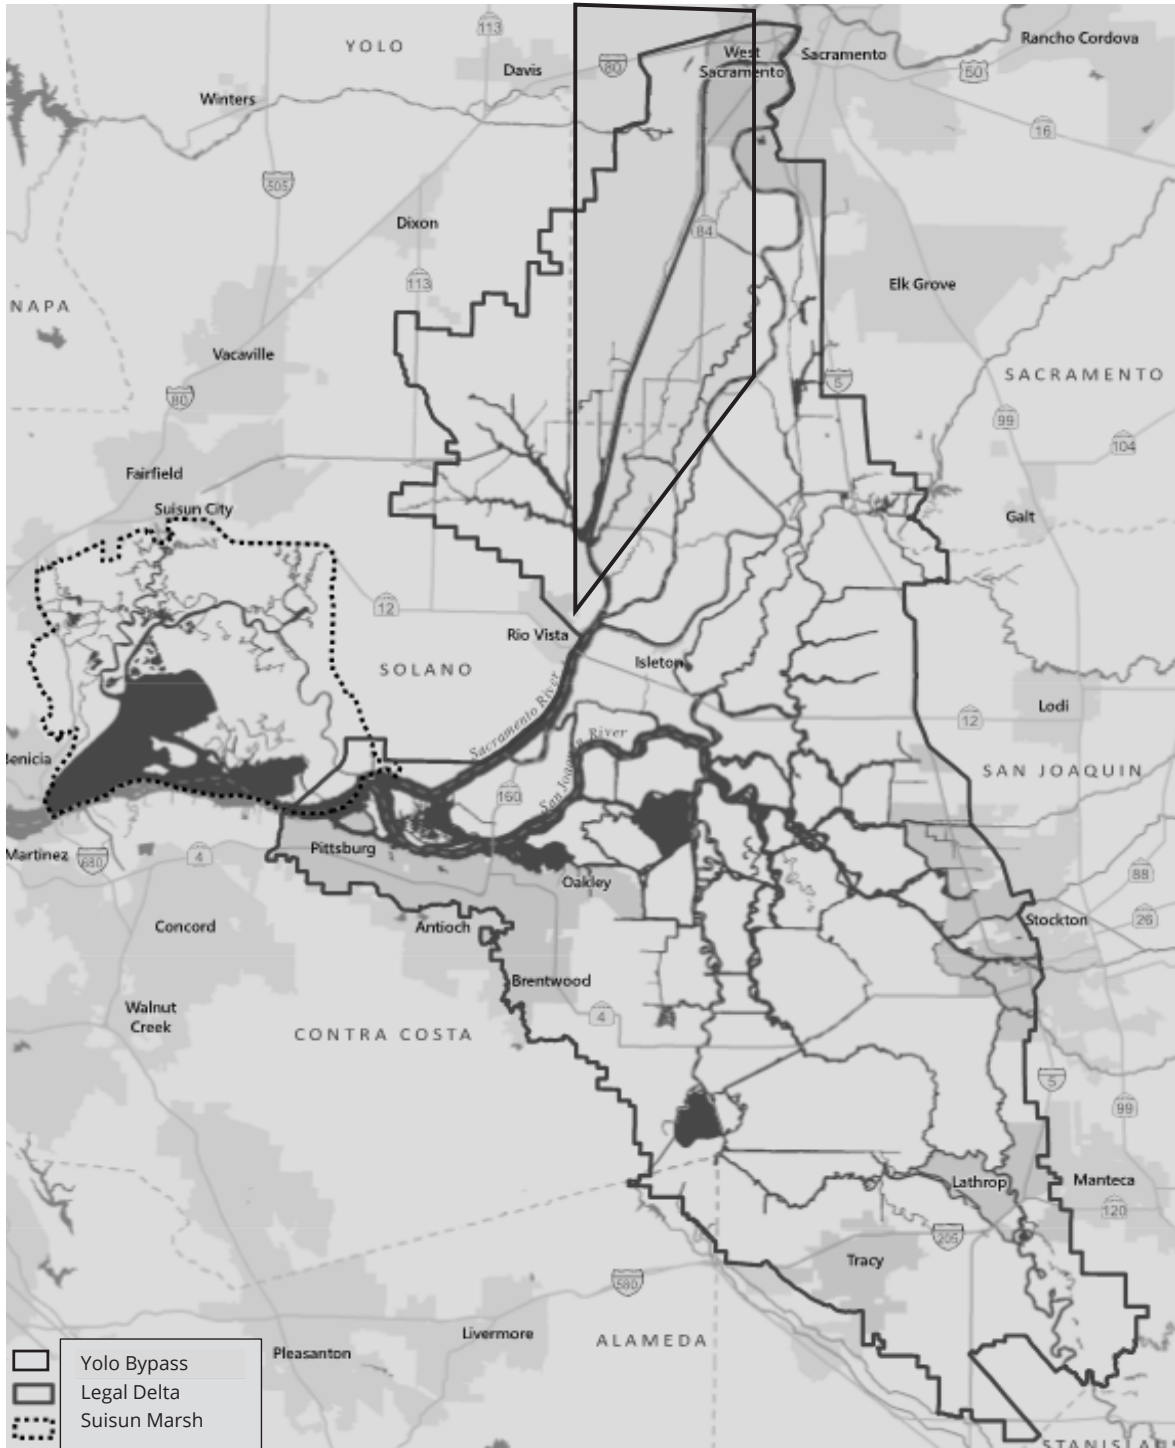 113
YOLO
Rancho Cordova
West
Sacramento
Sacramento
Davis
80
50
Winters
16
505
Dixon
84
113
Elk Grove
NAPA
Vacaville
SACRAMENTO
5
80
99
104
Fairfield
Suisun City
Galt
12
Rio Vista
Isleton
SOLANO
Lodi
12
Sacramento River
San Joaquin River
enicia
SAN JOAQUIN
160
Martinez
680
4
Pittsburg
88
Oakley
Concord
Antioch
Stockton
26
Brentwood
Walnut
Creek
4
CONTRA COSTA
5
99
Lathrop
Manteca
120
205
Tracy
580
Livermore
ALAMEDA
Pleasanton
Yolo Bypass
Legal Delta
Suisun Marsh